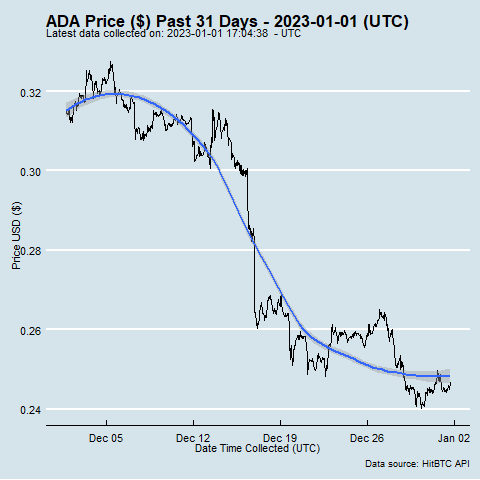 ADA Price ($) Past 31 Days - 2023-01-01 (UTC)
Latest data collected on: 2023-01-01 17:04:38 - UTC
Price USD ($)
0.32
0.30
0.28
0.26
0.24
Dec 05 Dec 12 Dec 19 Dec 26 Jan 02
Date Time Collected (UTC)
Data source: HitBTC API